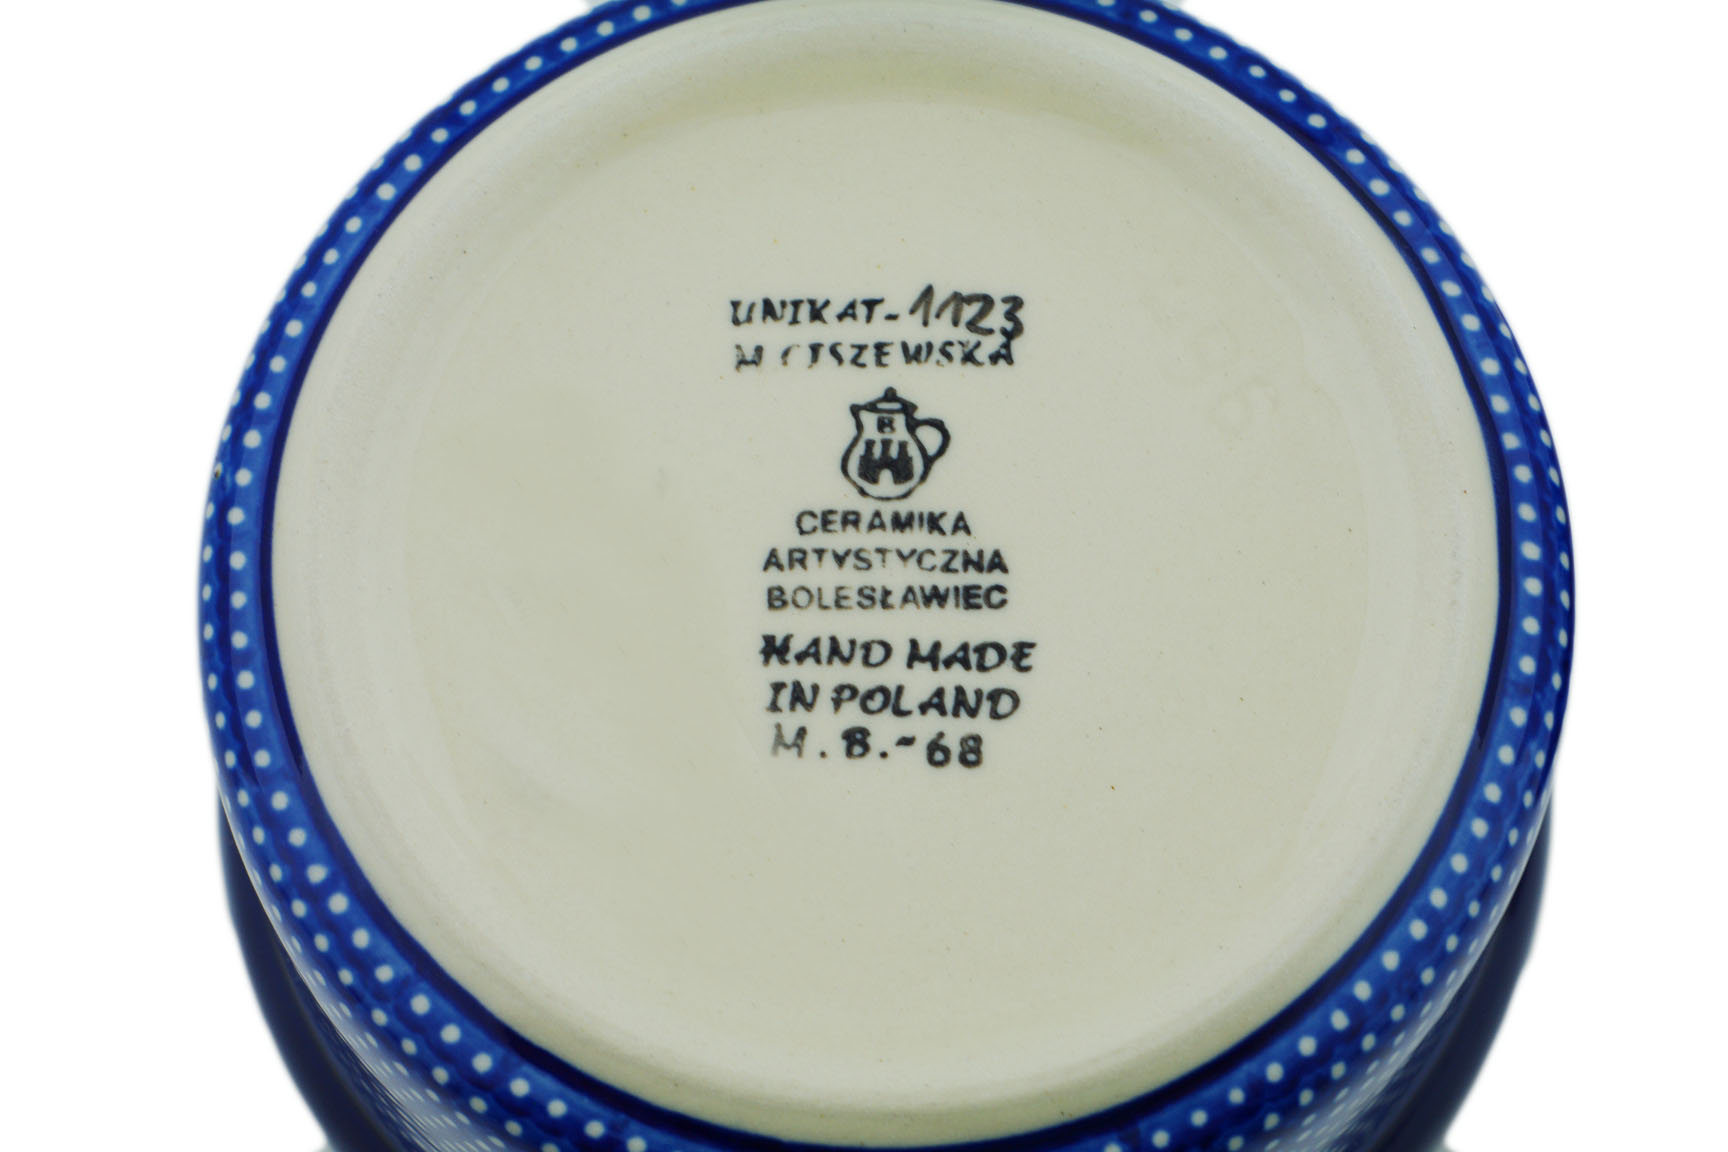 UNIKAT-1123
M CISZEWSKA
B
CERAMIKA
ARTYSTYCZNA
BOLESŁAWIEC
HAND MADE
IN POLAND
M.B.-68